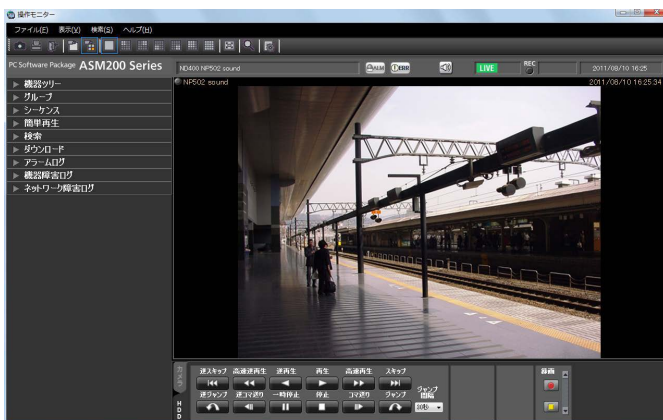 操作モニター
ファイル(F) 表示(V) 検索(S) ヘルプ(H)
PC Software Package ASM200 Series
ND400 NP502 sound
ALM
ERR
LIVE
REC
2011/08/10 16:25
NP502 sound
2011/08/10 16:25:34
機器ツリー
グループ
シーケンス
簡単再生
検索
ダウンロード
アラームログ
機器障害ログ
ネットワーク障害ログ
カメラ
逆スキップ 高速逆再生 逆再生 再生 高速再生 スキップ
逆ジャンプ 逆コマ送り 一時停止 停止 コマ送り ジャンプ
ジャンプ
間隔
30秒
録画
HDD